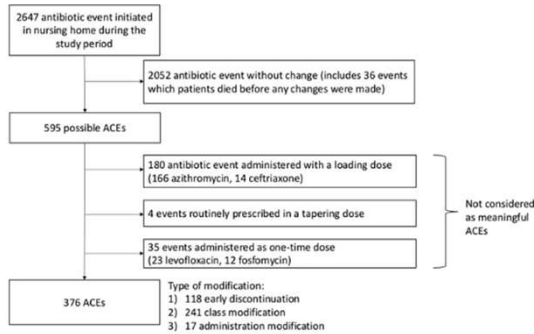 2647 antibiotic event initiated
in nursing home during the
study period
2052 antibiotic event without change (includes 36 events
which patients died before any changes were made)
595 possible ACEs
180 antibiotic event administered with a loading dose
(166 azithromycin, 14 ceftriaxone)
4 events routinely prescribed in a tapering dose
35 events administered as one-time dose
(23 levofloxacin, 12 fosfomycin)
Not considered
as meaningful
ACEs
376 ACEs
Type of modification:
1) 118 early discontinuation
2) 241 class modification
3) 17 administration modification